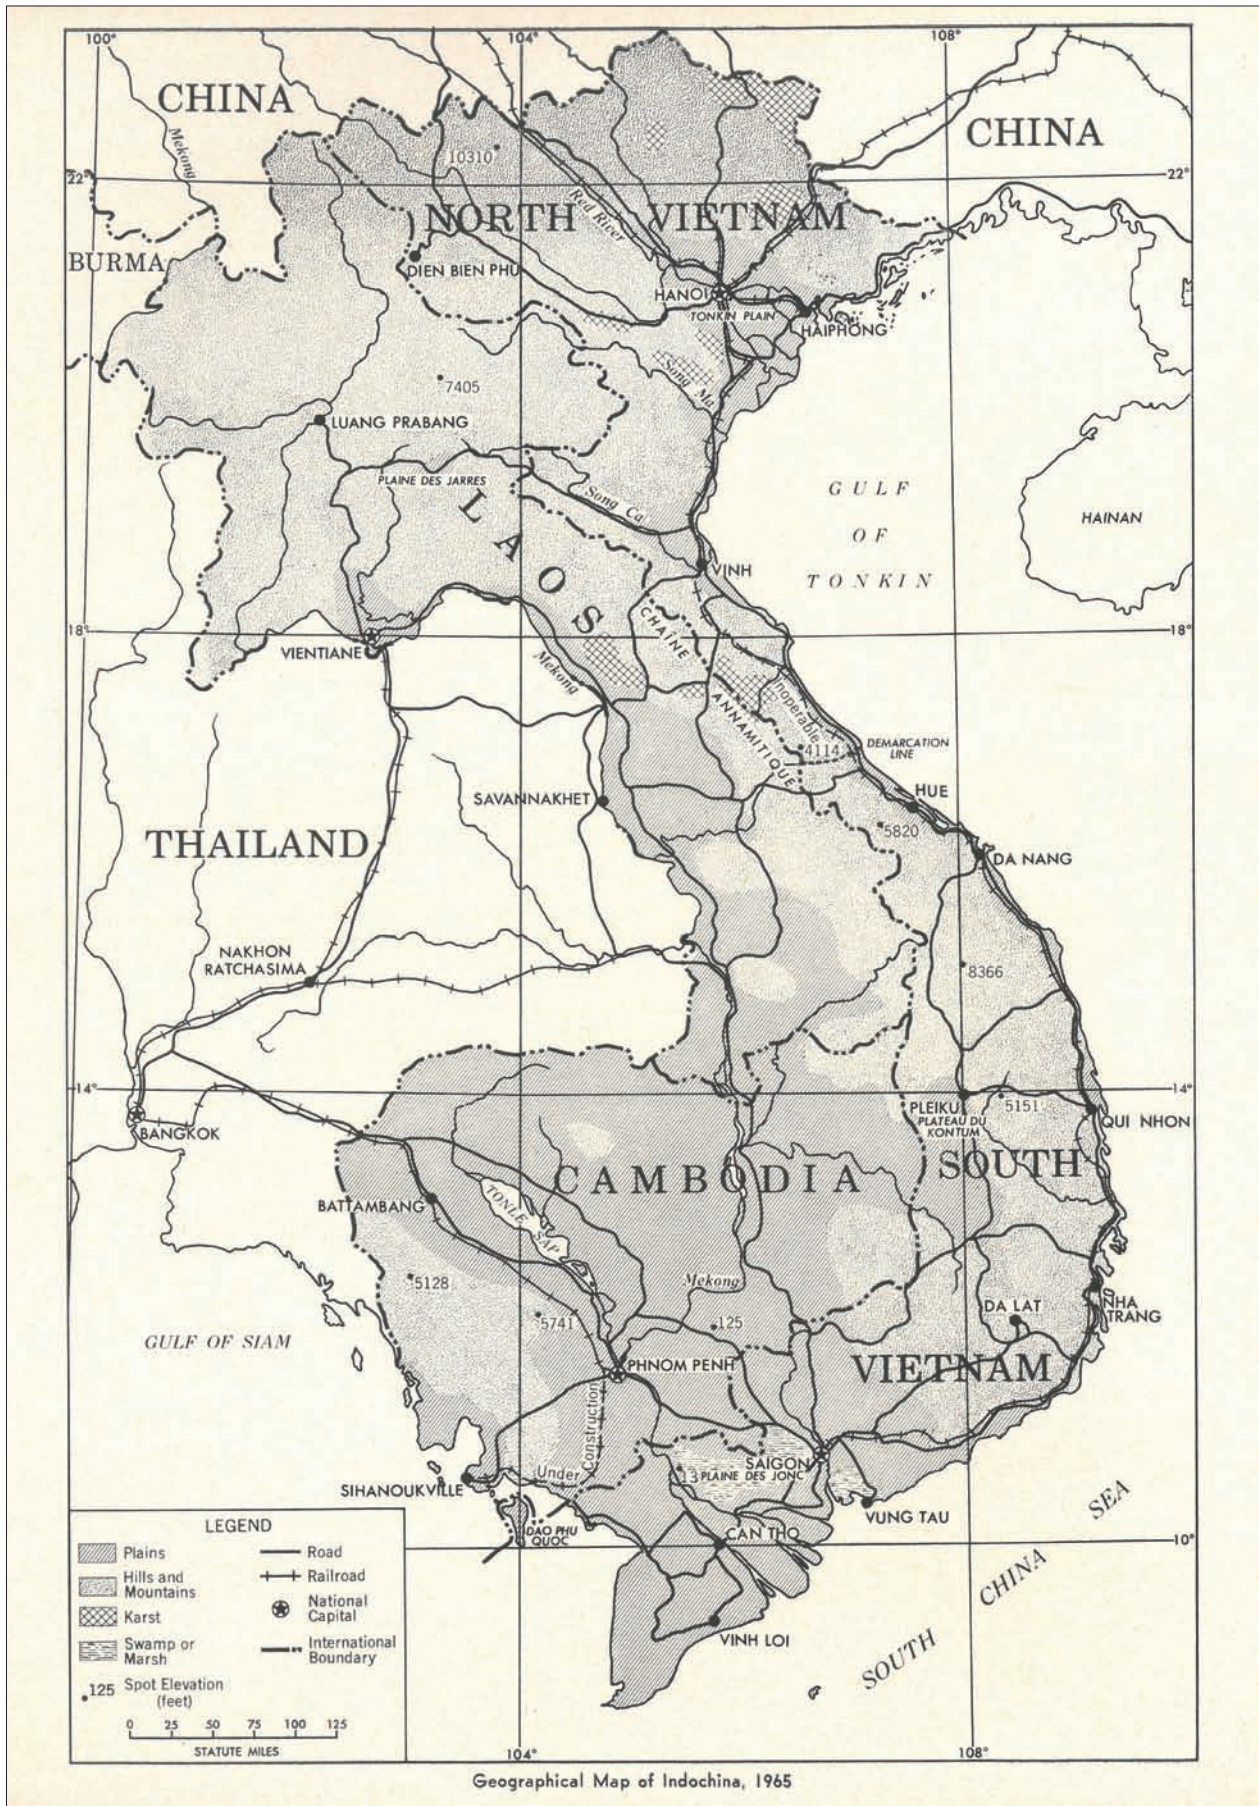 100°
104°
108°
CHINA
CHINA
Mekong
10310
22°
22°
Red River
NORTH VIETNAM
BURMA
DIEN BIEN PHU
HANOI
TONKIN PLAIN
HAIPHONG
Song Ma
7405
LUANG PRABANG
PLAINE DES JARRES
Song Ca
GULF
OF
TONKIN
HAINAN
LAOS
VINH
18°
18°
CHAÎNE
ANNAMITIQUE
VIENTIANE
Mekong
Inoperable
4114
DEMARCATION
LINE
HUE
SAVANNAKHET
5820
THAILAND
DA NANG
NAKHON
RATCHASIMA
8366
14°
14°
BANGKOK
PLEIKU
PLATEAU DU
KONTUM
5151
QUI NHON
CAMBODIA
SOUTH
BATTAMBANG
TONLE
SAP
5128
Mekong
5741
125
DA LAT
NHA
TRANG
GULF OF SIAM
PHNOM PENH
VIETNAM
Construction
Under
SAIGON
13
PLAINE DES JONC
SIHANOUKVILLE
VUNG TAU
DAO PHU
QUOC
CAN THO
10°
SOUTH CHINA SEA
VINH LOI
LEGEND
Plains
Road
Hills and
Mountains
Railroad
Karst
National
Capital
Swamp or
Marsh
International
Boundary
125 Spot Elevation
(feet)
0 25 50 75 100 125
STATUTE MILES
104°
108°
Geographical Map of Indochina, 1965